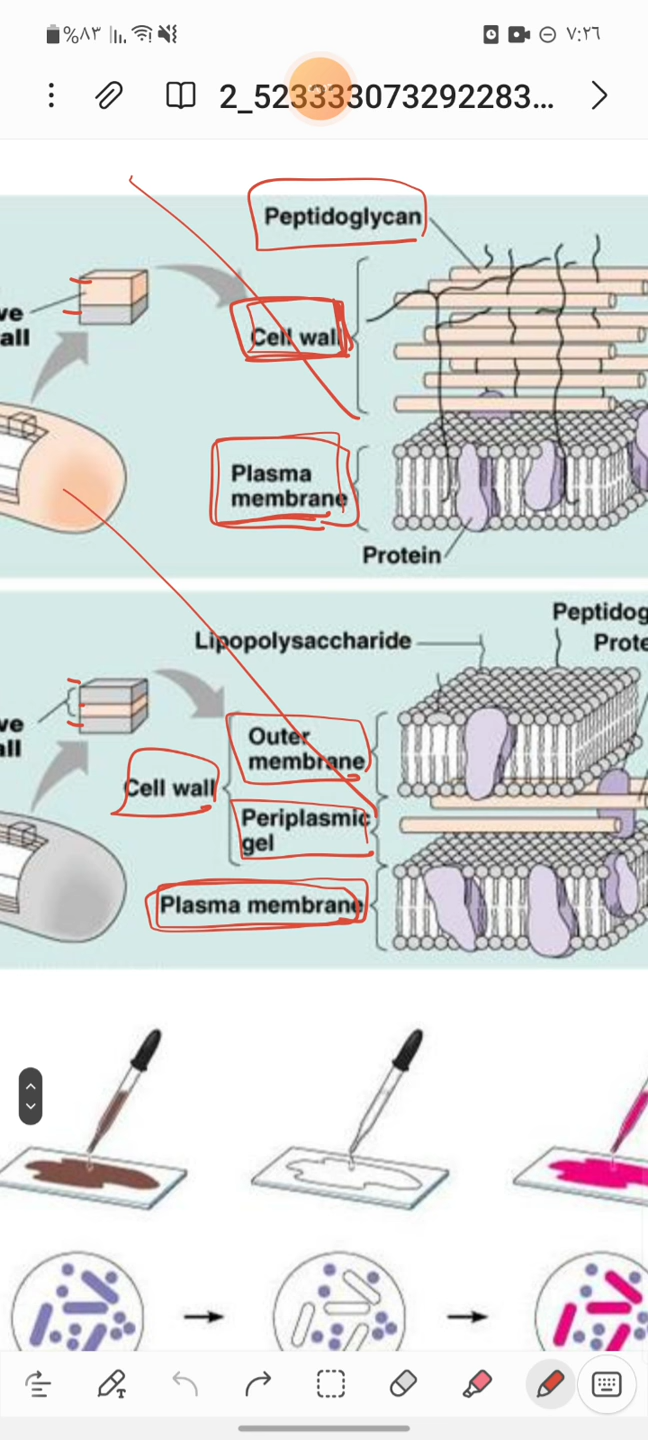 %٨٣ ٧:٢٦
2_523333073292283...
Peptidoglycan
ve
all
Cell wall
Plasma
membrane
Protein
Peptidog
Lipopolysaccharide
Prote
ve
all
Outer
membrane
Cell wall
Periplasmic
gel
Plasma membrane